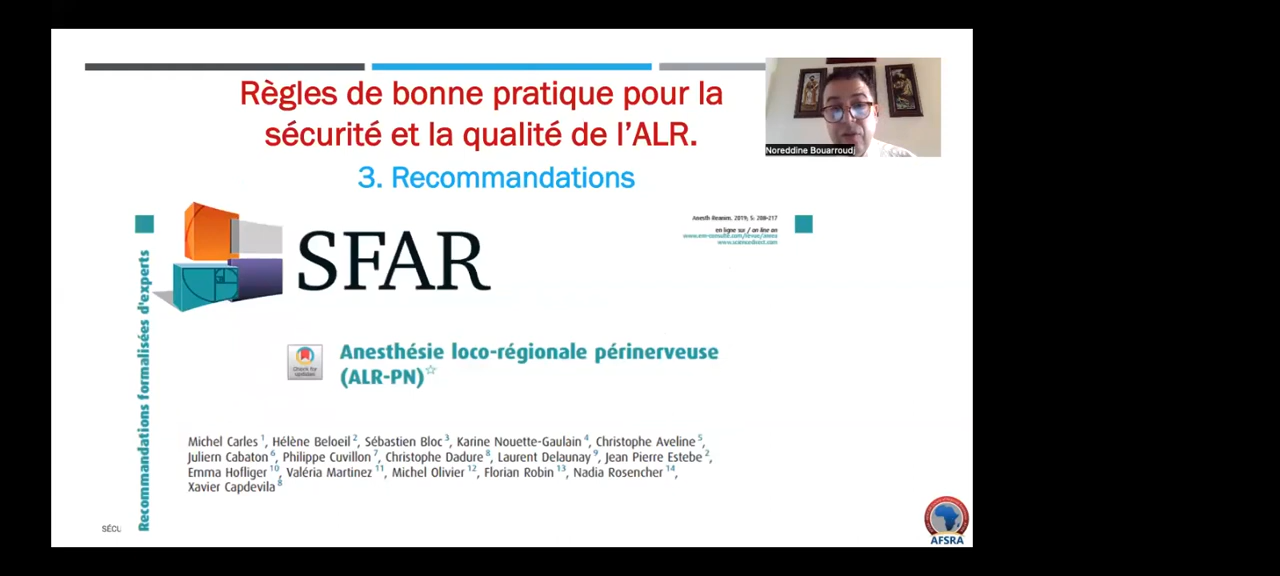 Règles de bonne pratique pour la
sécurité et la qualité de l'ALR.
3. Recommandations
Noreddine Bouarroudj
Anesth Reanim. 2019; 5: 208-217
en ligne sur / on line on
www.em-consulte.com/revue/anrea
www.sciencedirect.com
SFAR
Recommandations formalisées d'experts
Check for
updates
Anesthésie loco-régionale périnerveuse
(ALR-PN)☆
Michel Carles 1, Hélène Beloeil 2, Sébastien Bloc 3, Karine Nouette-Gaulain 4, Christophe Aveline 5,
Juliern Cabaton 6, Philippe Cuvillon 7, Christophe Dadure 8, Laurent Delaunay 9, Jean Pierre Estebe 2,
Emma Hofliger 10, Valéria Martinez 11, Michel Olivier 12, Florian Robin 13, Nadia Rosencher 14,
Xavier Capdevila 8
SÉCU
AFSRA